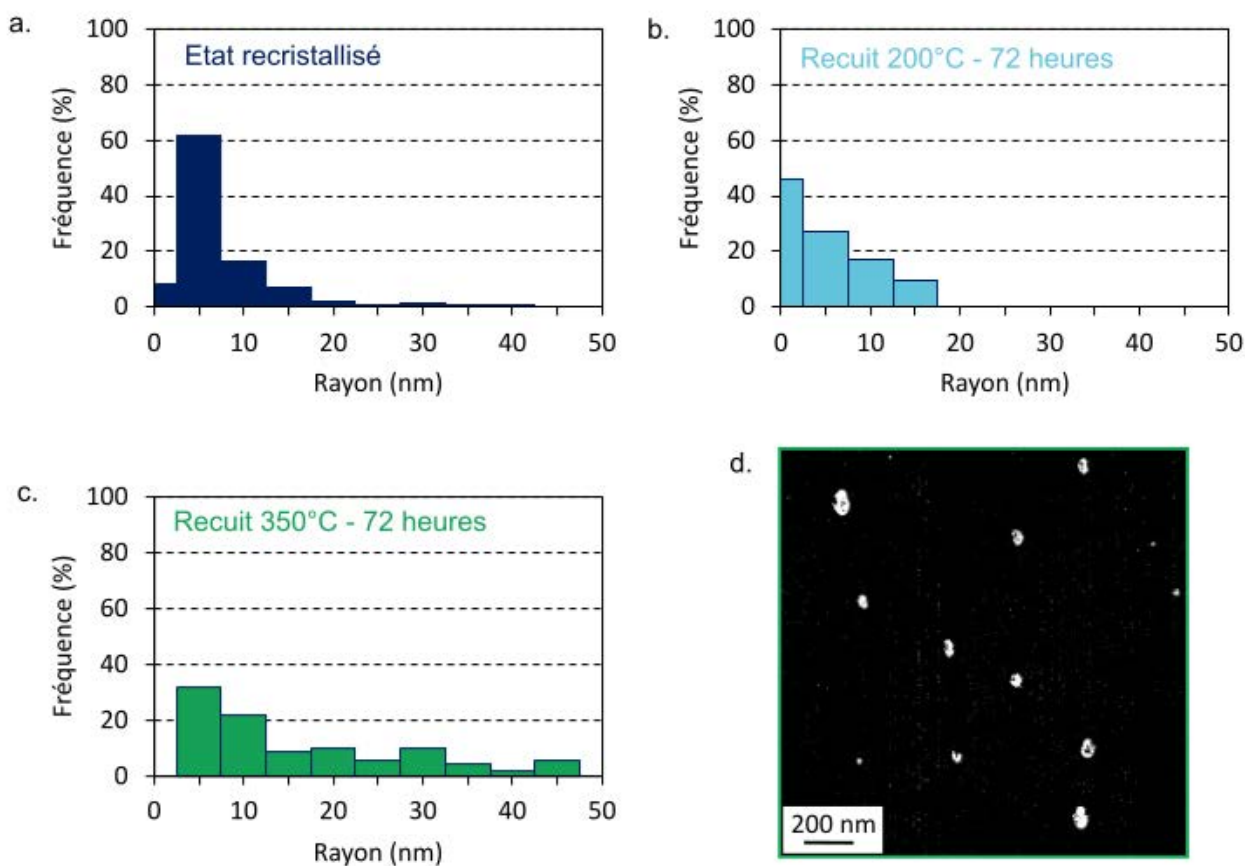 a.
Etat recristallisé
Fréquence (%)
100
80
60
40
20
0
0 10 20 30 40 50
Rayon (nm)
b.
Recuit 200°C - 72 heures
Fréquence (%)
100
80
60
40
20
0
0 10 20 30 40 50
Rayon (nm)
c.
Recuit 350°C - 72 heures
Fréquence (%)
100
80
60
40
20
0
0 10 20 30 40 50
Rayon (nm)
d.
200 nm